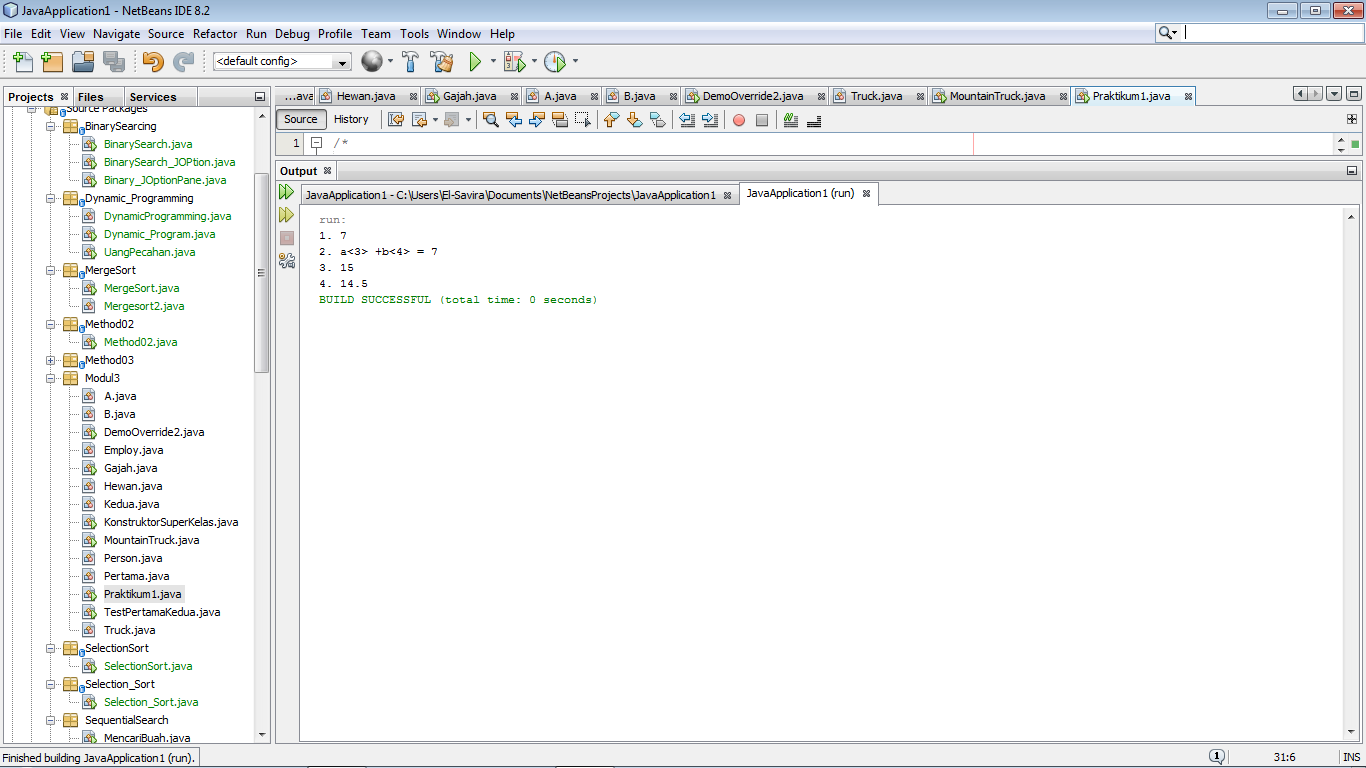 JavaApplication1 - NetBeans IDE 8.2
File Edit View Navigate Source Refactor Run Debug Profile Team Tools Window Help
<default config>
Projects Files Services
...ava Hewan.java Gajah.java A.java B.java DemoOverride2.java Truck.java MountainTruck.java Praktikum1.java
Source History
1 /*
Source Packages
BinarySearcing
BinarySearch.java
BinarySearch_JOPtion.java
Binary_JOptionPane.java
Dynamic_Programming
DynamicProgramming.java
Dynamic_Program.java
UangPecahan.java
MergeSort
MergeSort.java
Mergesort2.java
Method02
Method02.java
Method03
Modul3
A.java
B.java
DemoOverride2.java
Employ.java
Gajah.java
Hewan.java
Kedua.java
KonstruktorSuperKelas.java
MountainTruck.java
Person.java
Pertama.java
Praktikum1.java
TestPertamaKedua.java
Truck.java
SelectionSort
SelectionSort.java
Selection_Sort
Selection_Sort.java
SequentialSearch
MencariBuah.java
Output
JavaApplication1 - C:\Users\El-Savira\Documents\NetBeansProjects\JavaApplication1 JavaApplication1 (run)
run:
1. 7
2. a<3> +b<4> = 7
3. 15
4. 14.5
BUILD SUCCESSFUL (total time: 0 seconds)
Finished building JavaApplication1 (run).
1 31:6 INS